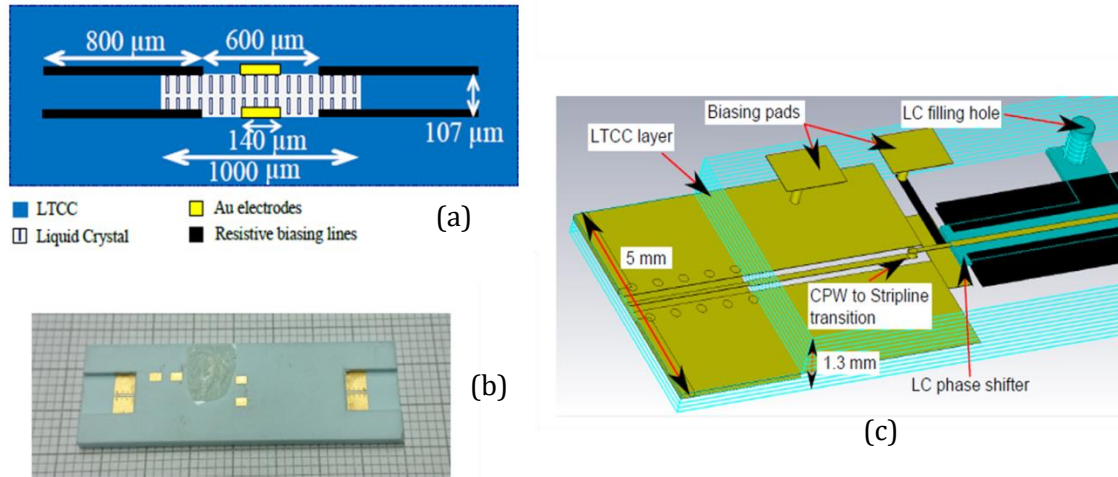 800 µm
600 µm
140 µm
1000 µm
107 µm
LTCC
Au electrodes
Liquid Crystal
Resistive biasing lines
(a)
(b)
Biasing pads
LC filling hole
LTCC layer
5 mm
CPW to Stripline
transition
1.3 mm
LC phase shifter
(c)